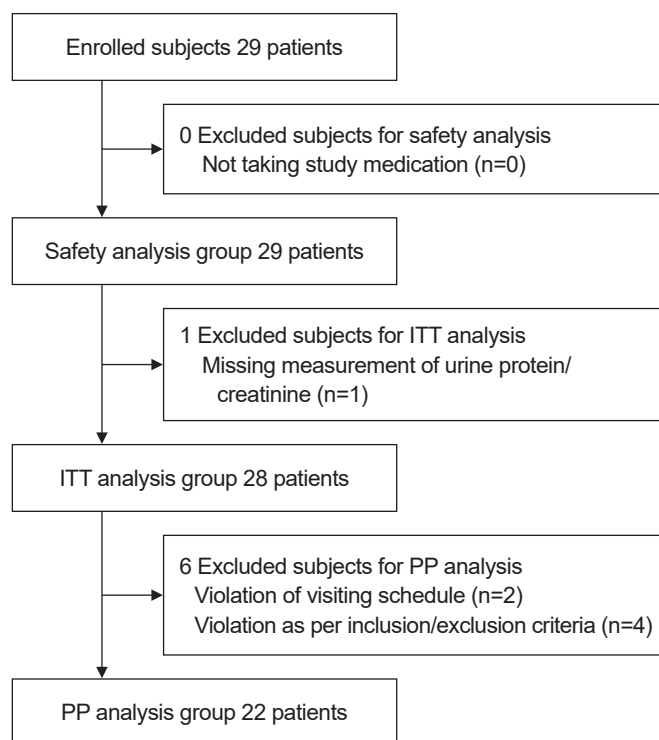 Enrolled subjects 29 patients
0 Excluded subjects for safety analysis
Not taking study medication (n=0)
Safety analysis group 29 patients
1 Excluded subjects for ITT analysis
Missing measurement of urine protein/
creatinine (n=1)
ITT analysis group 28 patients
6 Excluded subjects for PP analysis
Violation of visiting schedule (n=2)
Violation as per inclusion/exclusion criteria (n=4)
PP analysis group 22 patients